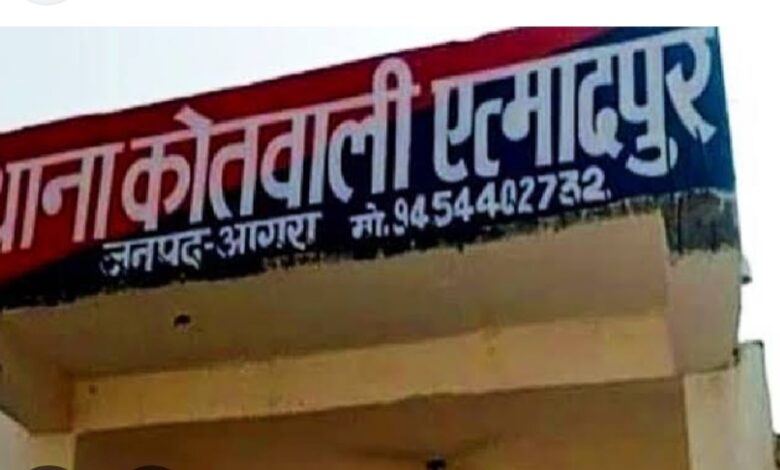 थाना कोतवाली एत्मादपुर
जनपद-आगरा मो.9454402732